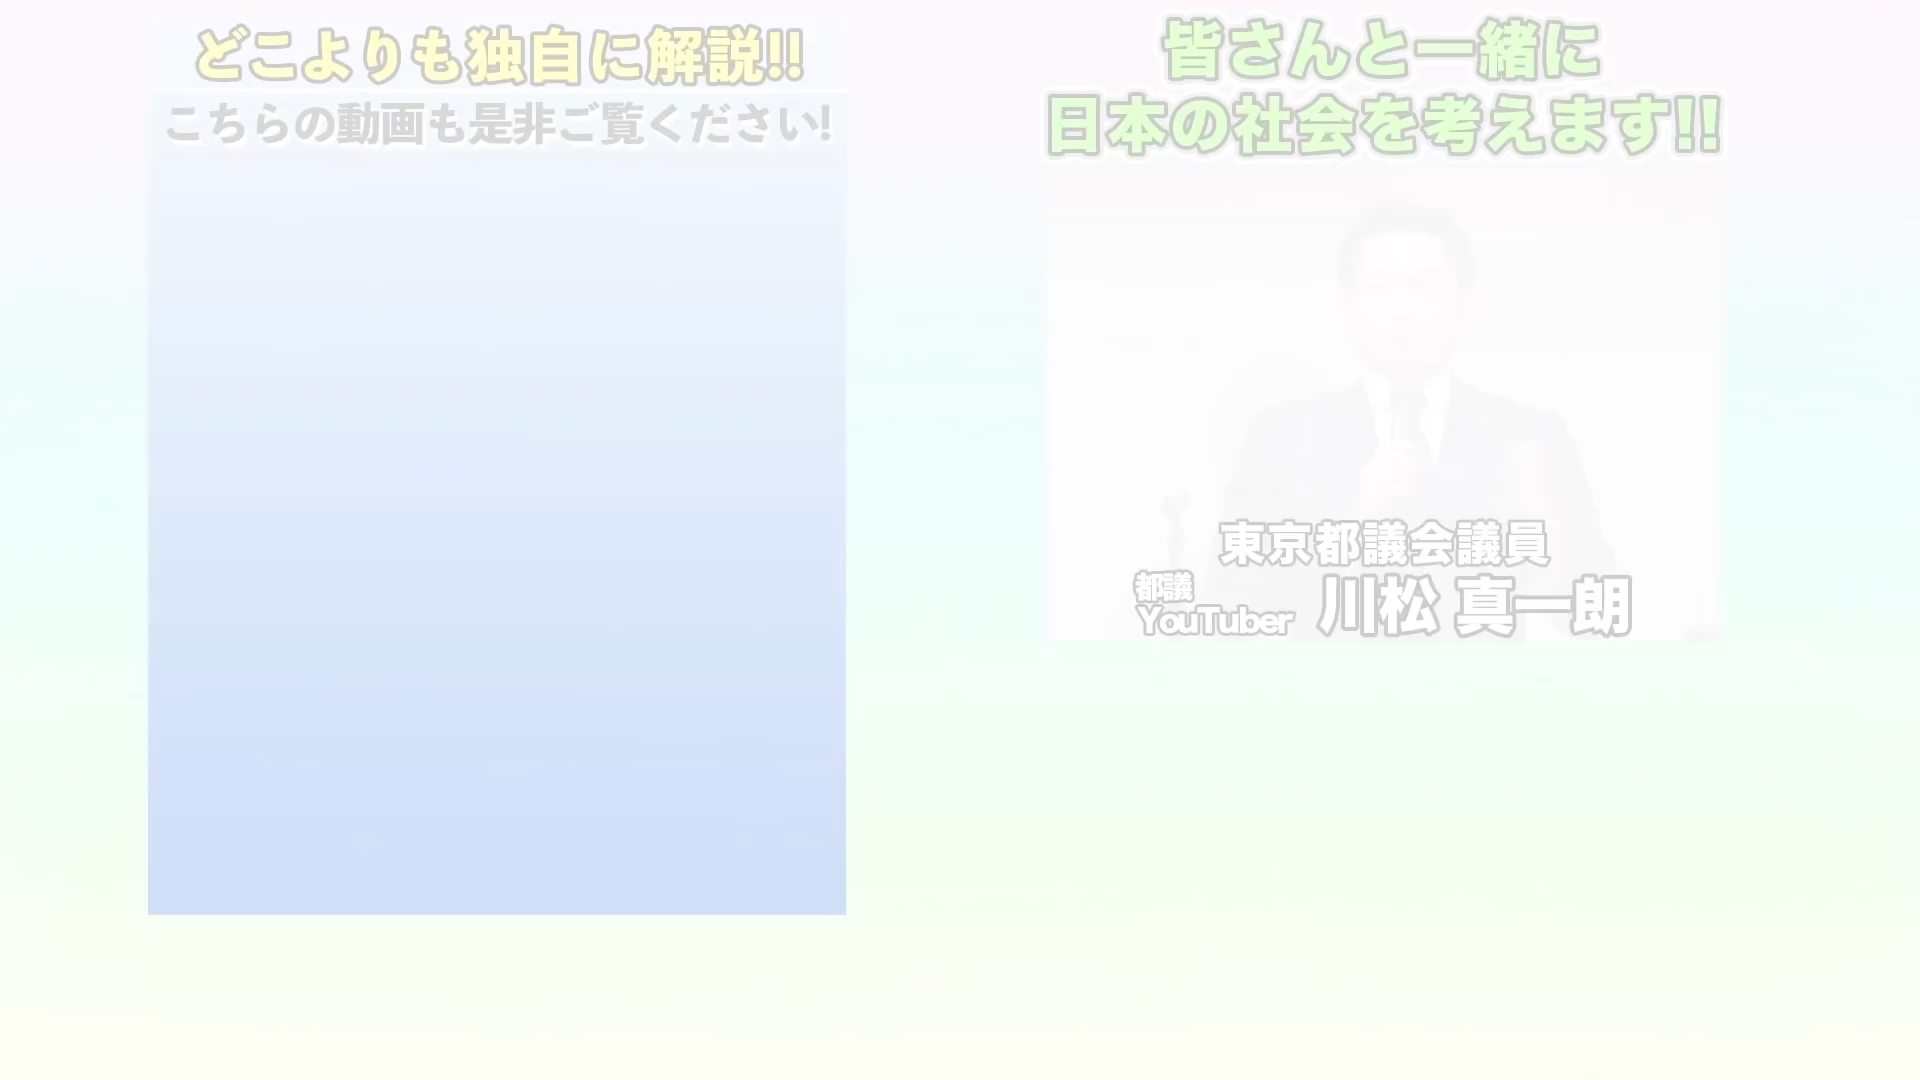 どこよりも独自に解説!!
こちらの動画も是非ご覧ください!
皆さんと一緒に
日本の社会を考えます!!
東京都議会議員
都議
YouTuber 川松 真一朗